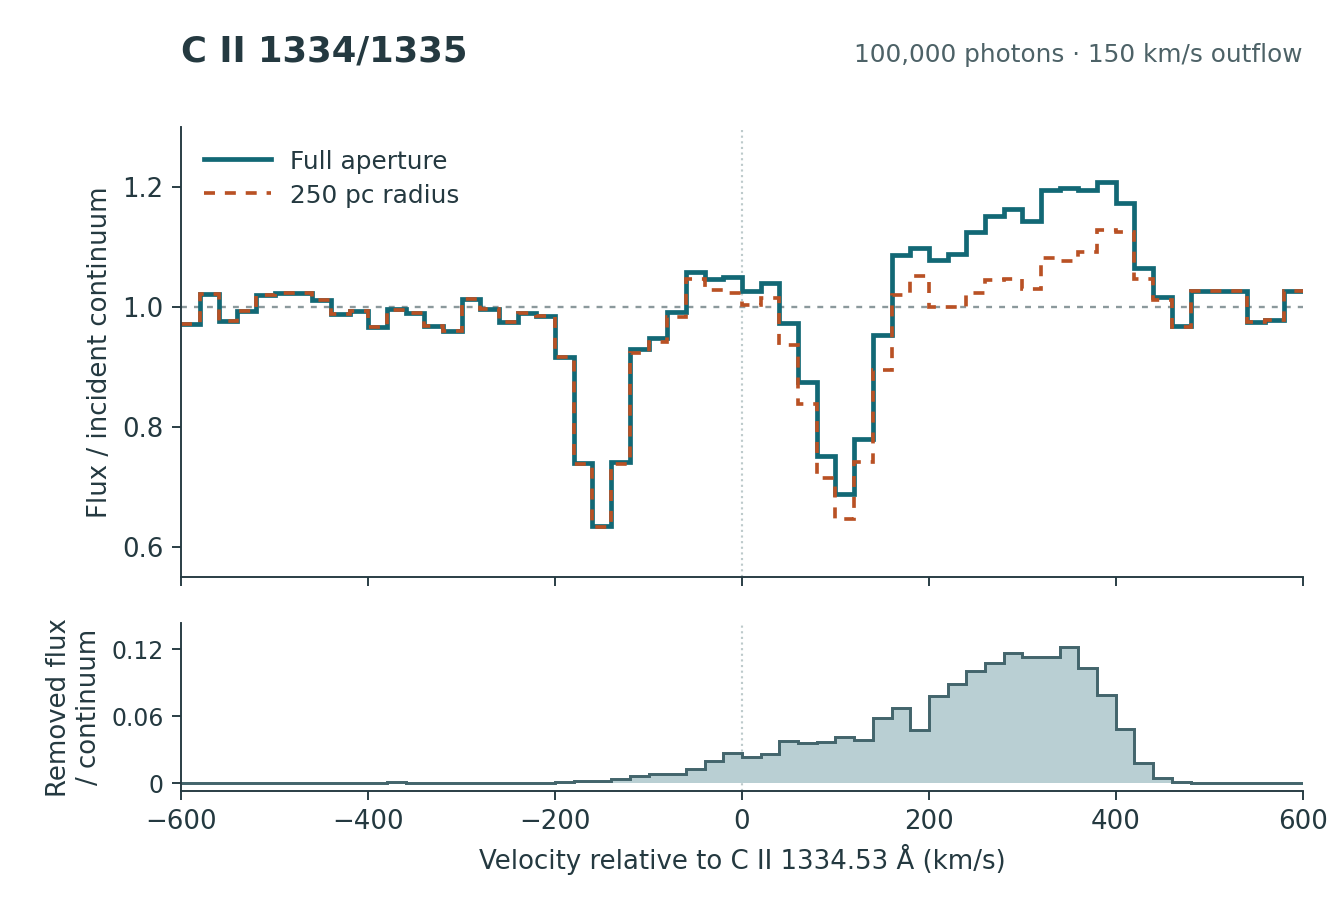 C II 1334/1335
100,000 photons · 150 km/s outflow
Full aperture
250 pc radius
Flux / incident continuum
1.2
1.0
0.8
0.6
Removed flux
/ continuum
0.12
0.06
0
−600
−400
−200
0
200
400
600
Velocity relative to C II 1334.53 Å (km/s)